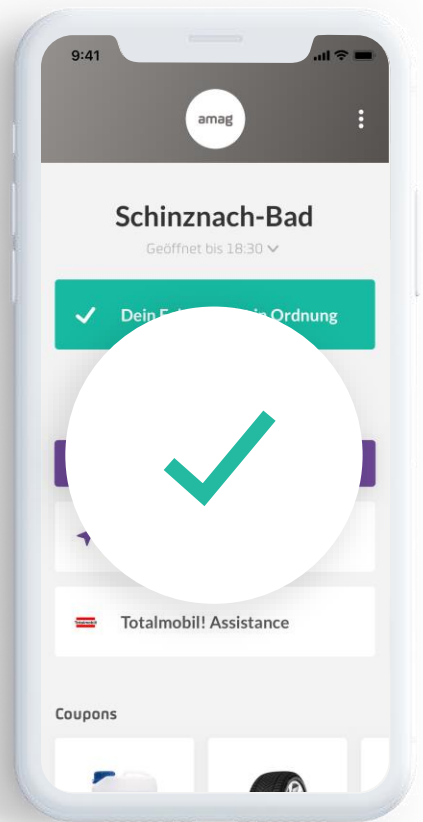 9:41
amag
Schinznach-Bad
Geöffnet bis 18:30
Dein in Ordnung
Totalmobil! Assistance
Coupons